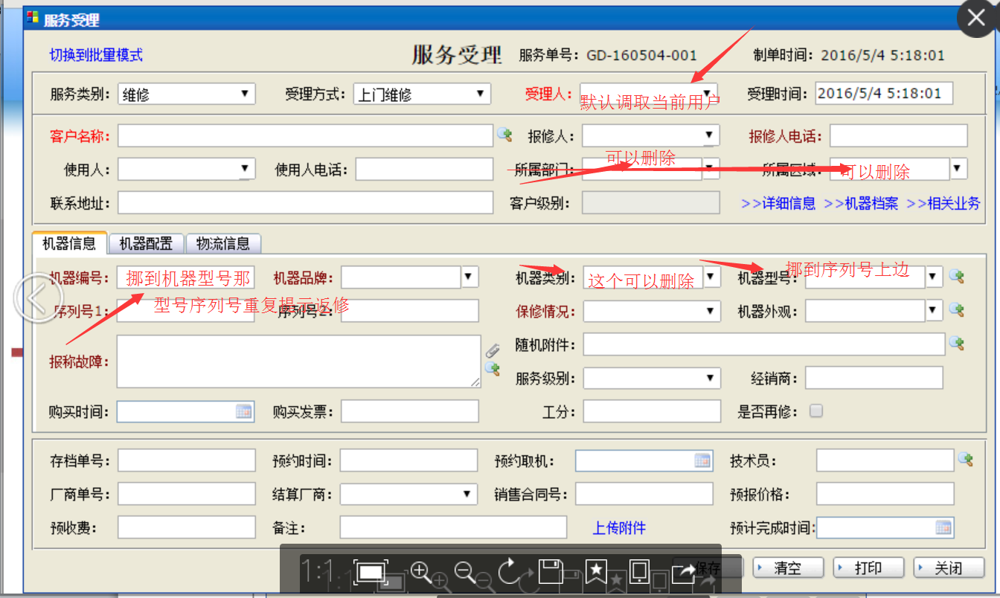 服务受理
切换到批量模式 服务受理 服务单号: GD-160504-001 制单时间: 2016/5/4 5:18:01
服务类别: 维修 受理方式: 上门维修 受理人: 默认调取当前用户 受理时间: 2016/5/4 5:18:01
客户名称: 报修人: 报修人电话:
使用人: 使用人电话: 所属部门: 可以删除 所属区域: 可以删除
联系地址: 客户级别: >>详细信息 >>机器档案 >>相关业务
机器信息 机器配置 物流信息
机器编号: 挪到机器型号那 机器品牌: 机器类别: 这个可以删除 机器型号: 挪到序列号上边
序列号1: 型号序列号重复提示返修 序列号2: 保修情况: 机器外观:
随机附件:
报称故障:
服务级别: 经销商:
购买时间: 购买发票: 工分: 是否再修:
存档单号: 预约时间: 预约取机: 技术员:
厂商单号: 结算厂商: 销售合同号: 预报价格:
预收费: 备注: 上传附件 预计完成时间:
1:1 保存 清空 打印 关闭